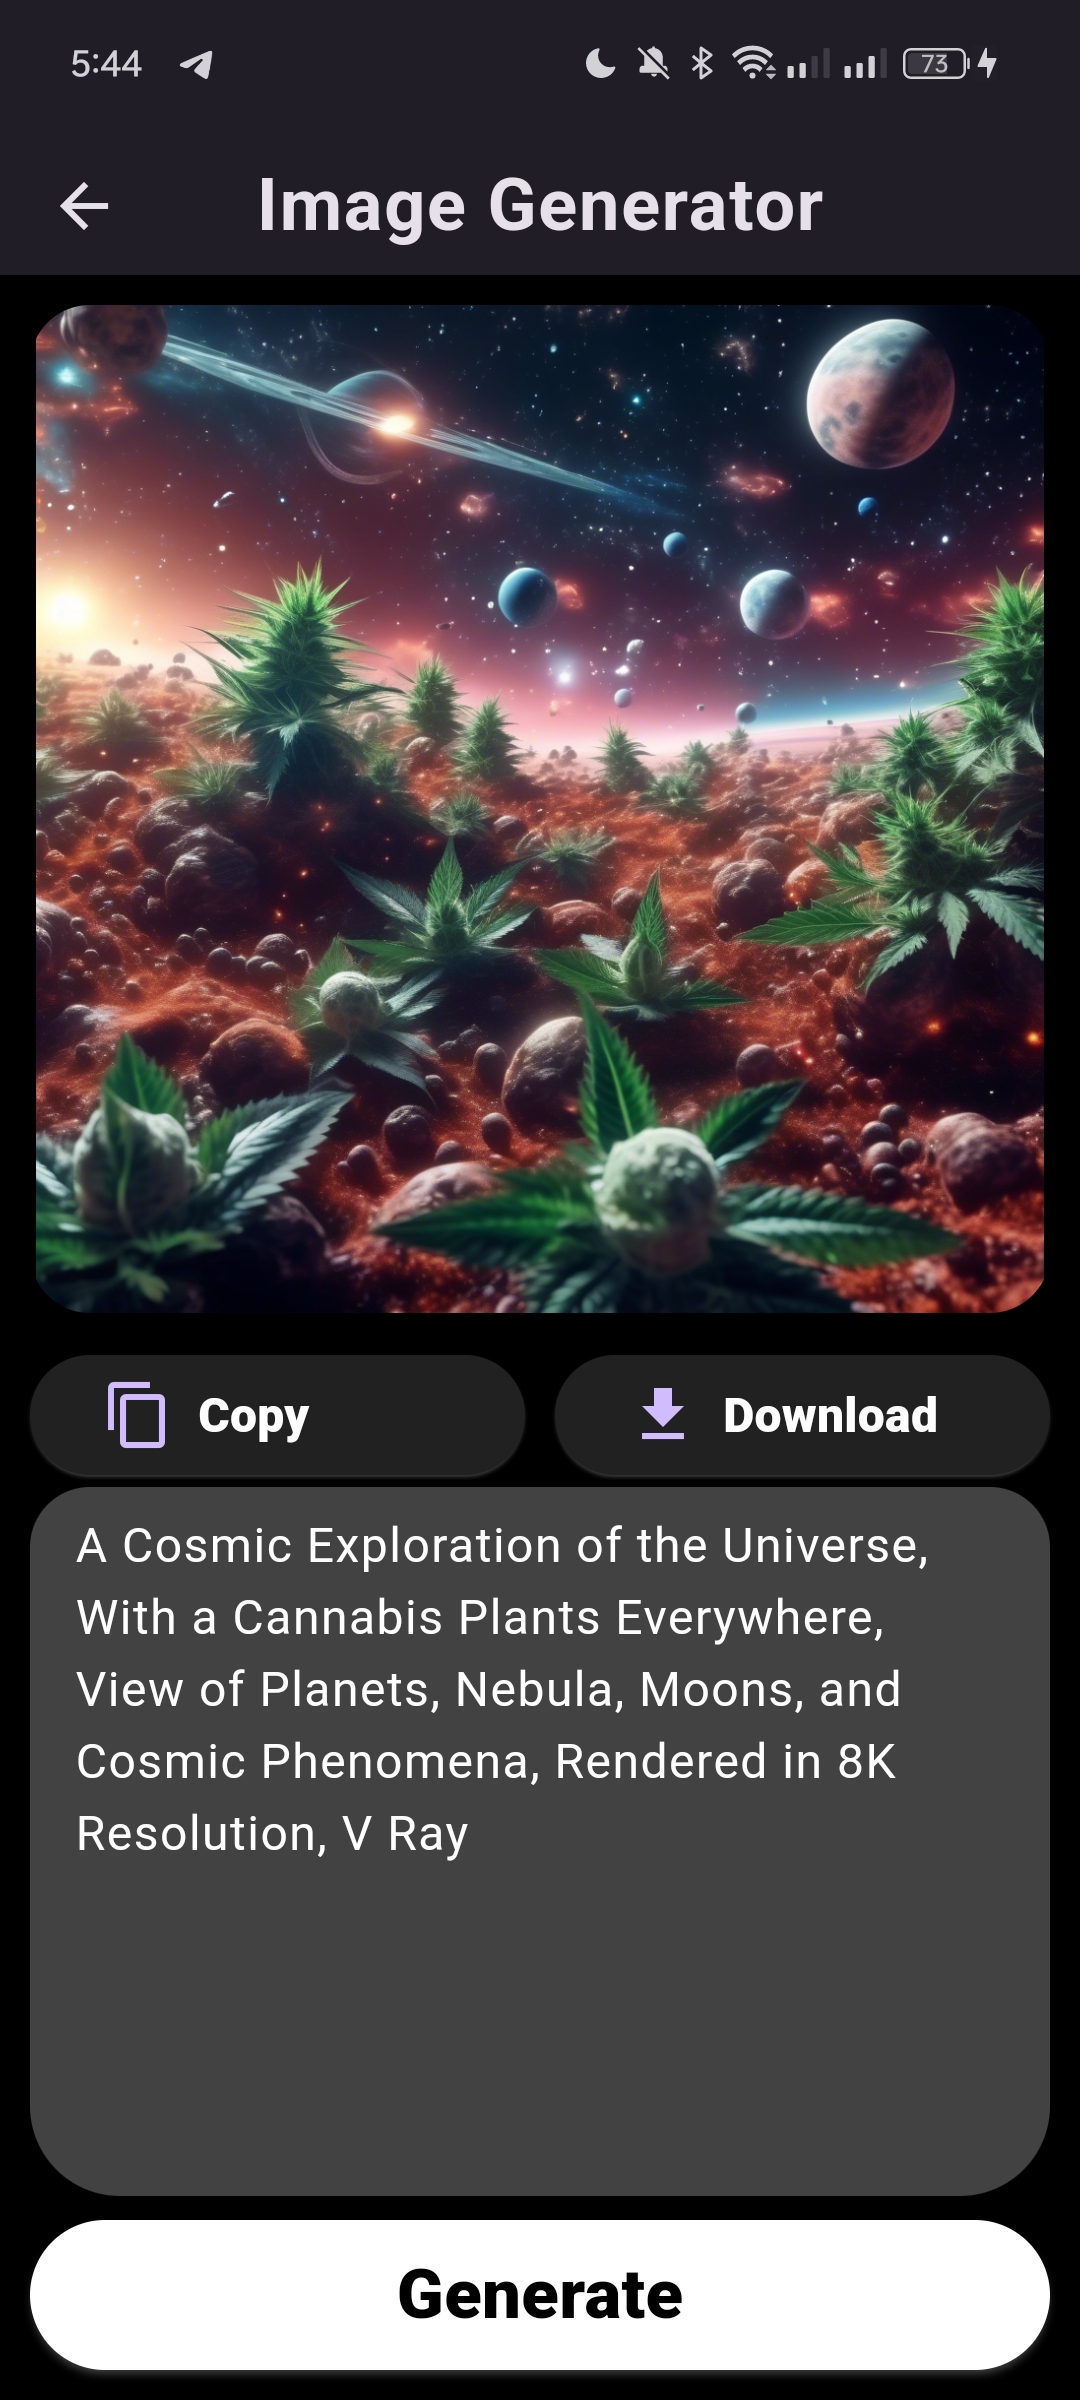 5:44
73
Image Generator
Copy
Download
A Cosmic Exploration of the Universe,
With a Cannabis Plants Everywhere,
View of Planets, Nebula, Moons, and
Cosmic Phenomena, Rendered in 8K
Resolution, V Ray
Generate